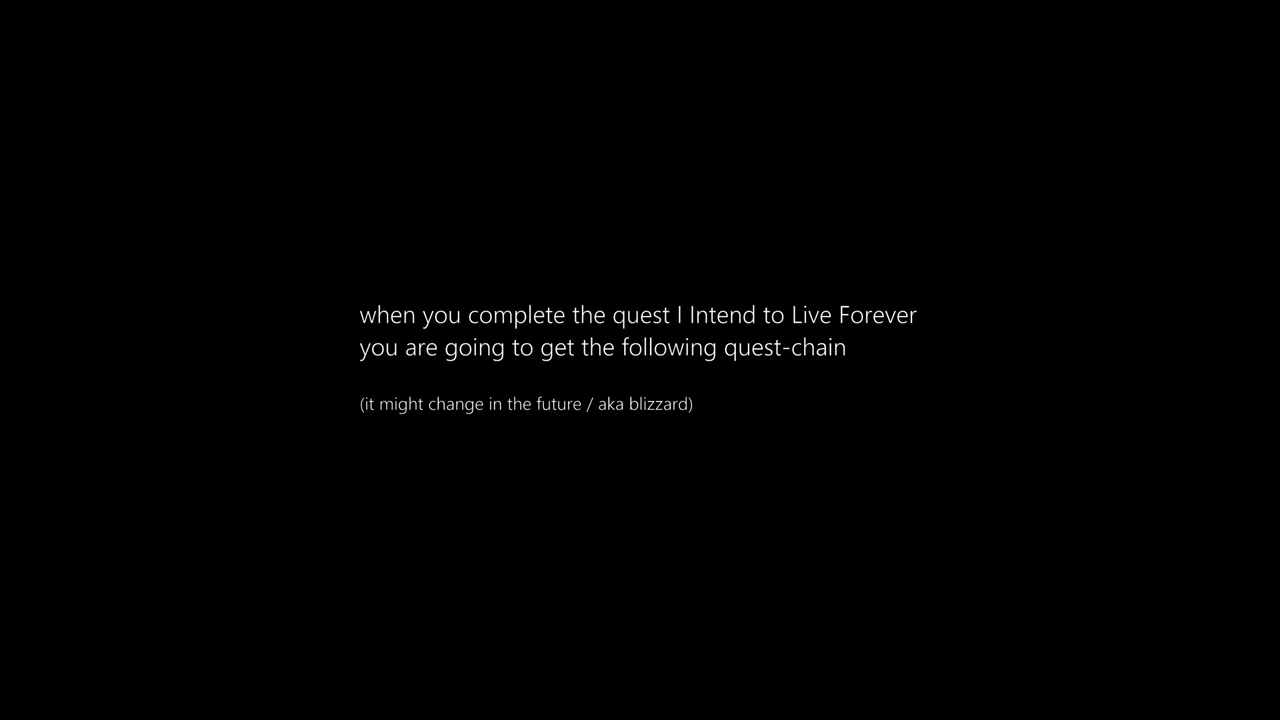 when you complete the quest I Intend to Live Forever
you are going to get the following quest-chain
(it might change in the future / aka blizzard)